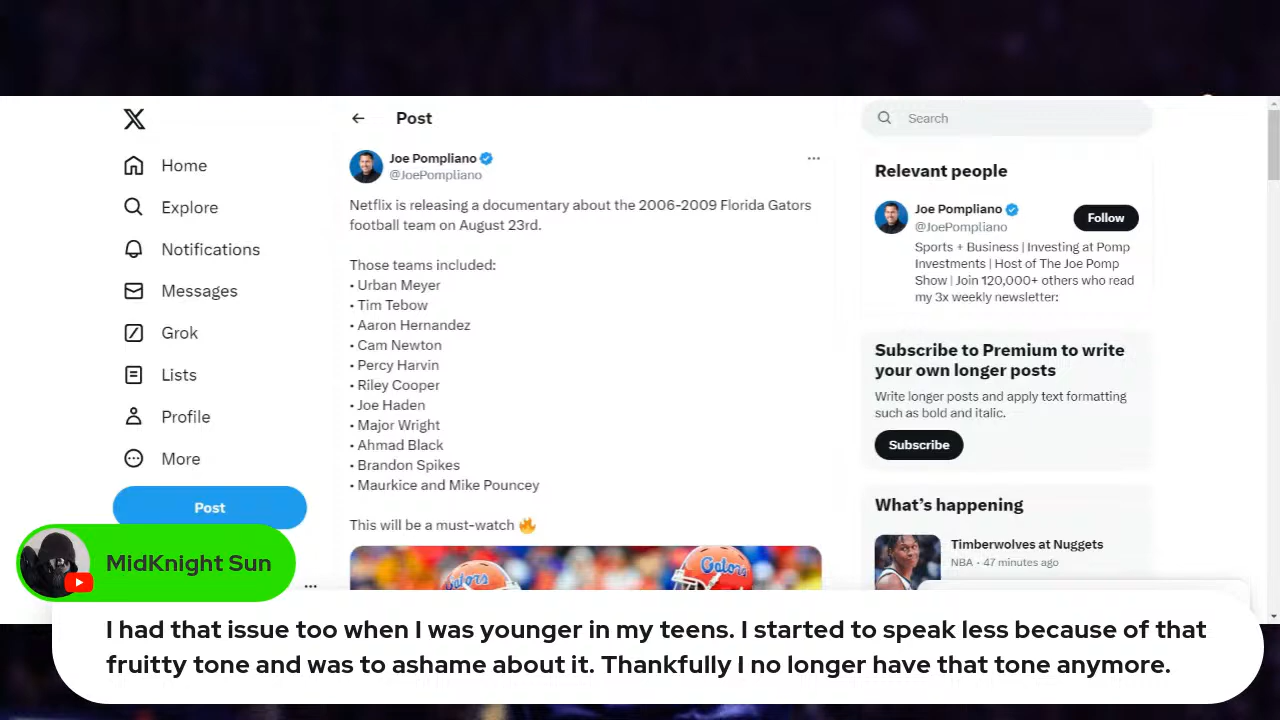 Home
Explore
Notifications
Messages
Grok
Lists
Profile
More
Post
Post
Joe Pompliano
@JoePompliano
Netflix is releasing a documentary about the 2006-2009 Florida Gators
football team on August 23rd.
Those teams included:
• Urban Meyer
• Tim Tebow
• Aaron Hernandez
• Cam Newton
• Percy Harvin
• Riley Cooper
• Joe Haden
• Major Wright
• Ahmad Black
• Brandon Spikes
• Maurkice and Mike Pouncey
This will be a must-watch 🔥
Gators
Gators
Search
Relevant people
Joe Pompliano
@JoePompliano
Follow
Sports + Business | Investing at Pomp
Investments | Host of The Joe Pomp
Show | Join 120,000+ others who read
my 3x weekly newsletter:
Subscribe to Premium to write
your own longer posts
Write longer posts and apply text formatting
such as bold and italic.
Subscribe
What's happening
Timberwolves at Nuggets
NBA • 47 minutes ago
MidKnight Sun
I had that issue too when I was younger in my teens. I started to speak less because of that
fruitty tone and was to ashame about it. Thankfully I no longer have that tone anymore.